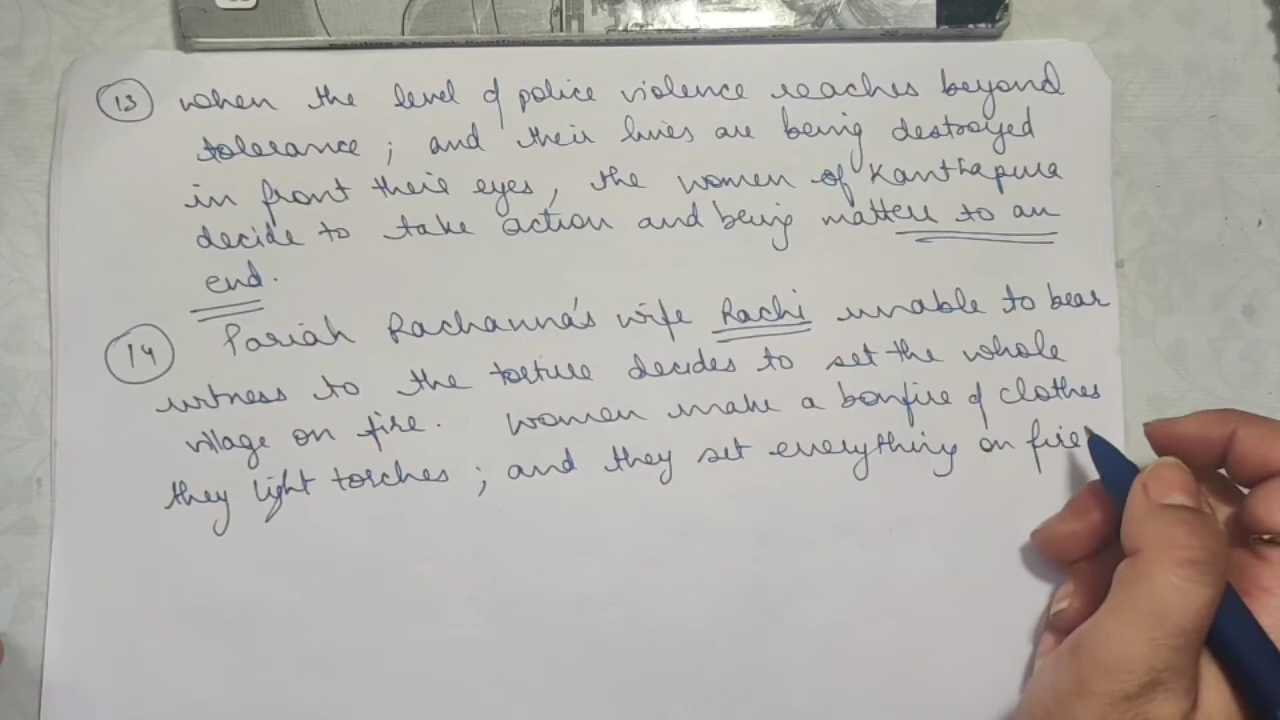 13 when the level of police violence reaches beyond
tolerance ; and their lives are being destroyed
in front their eyes, the women of Kanthapura
decide to take action and being matters to an
end.
14 Pariah Rachanna's wife Rachi unable to bear
witness to the torture decides to set the whole
village on fire. Women make a bonfire of clothes
they light torches ; and they set everything on fire